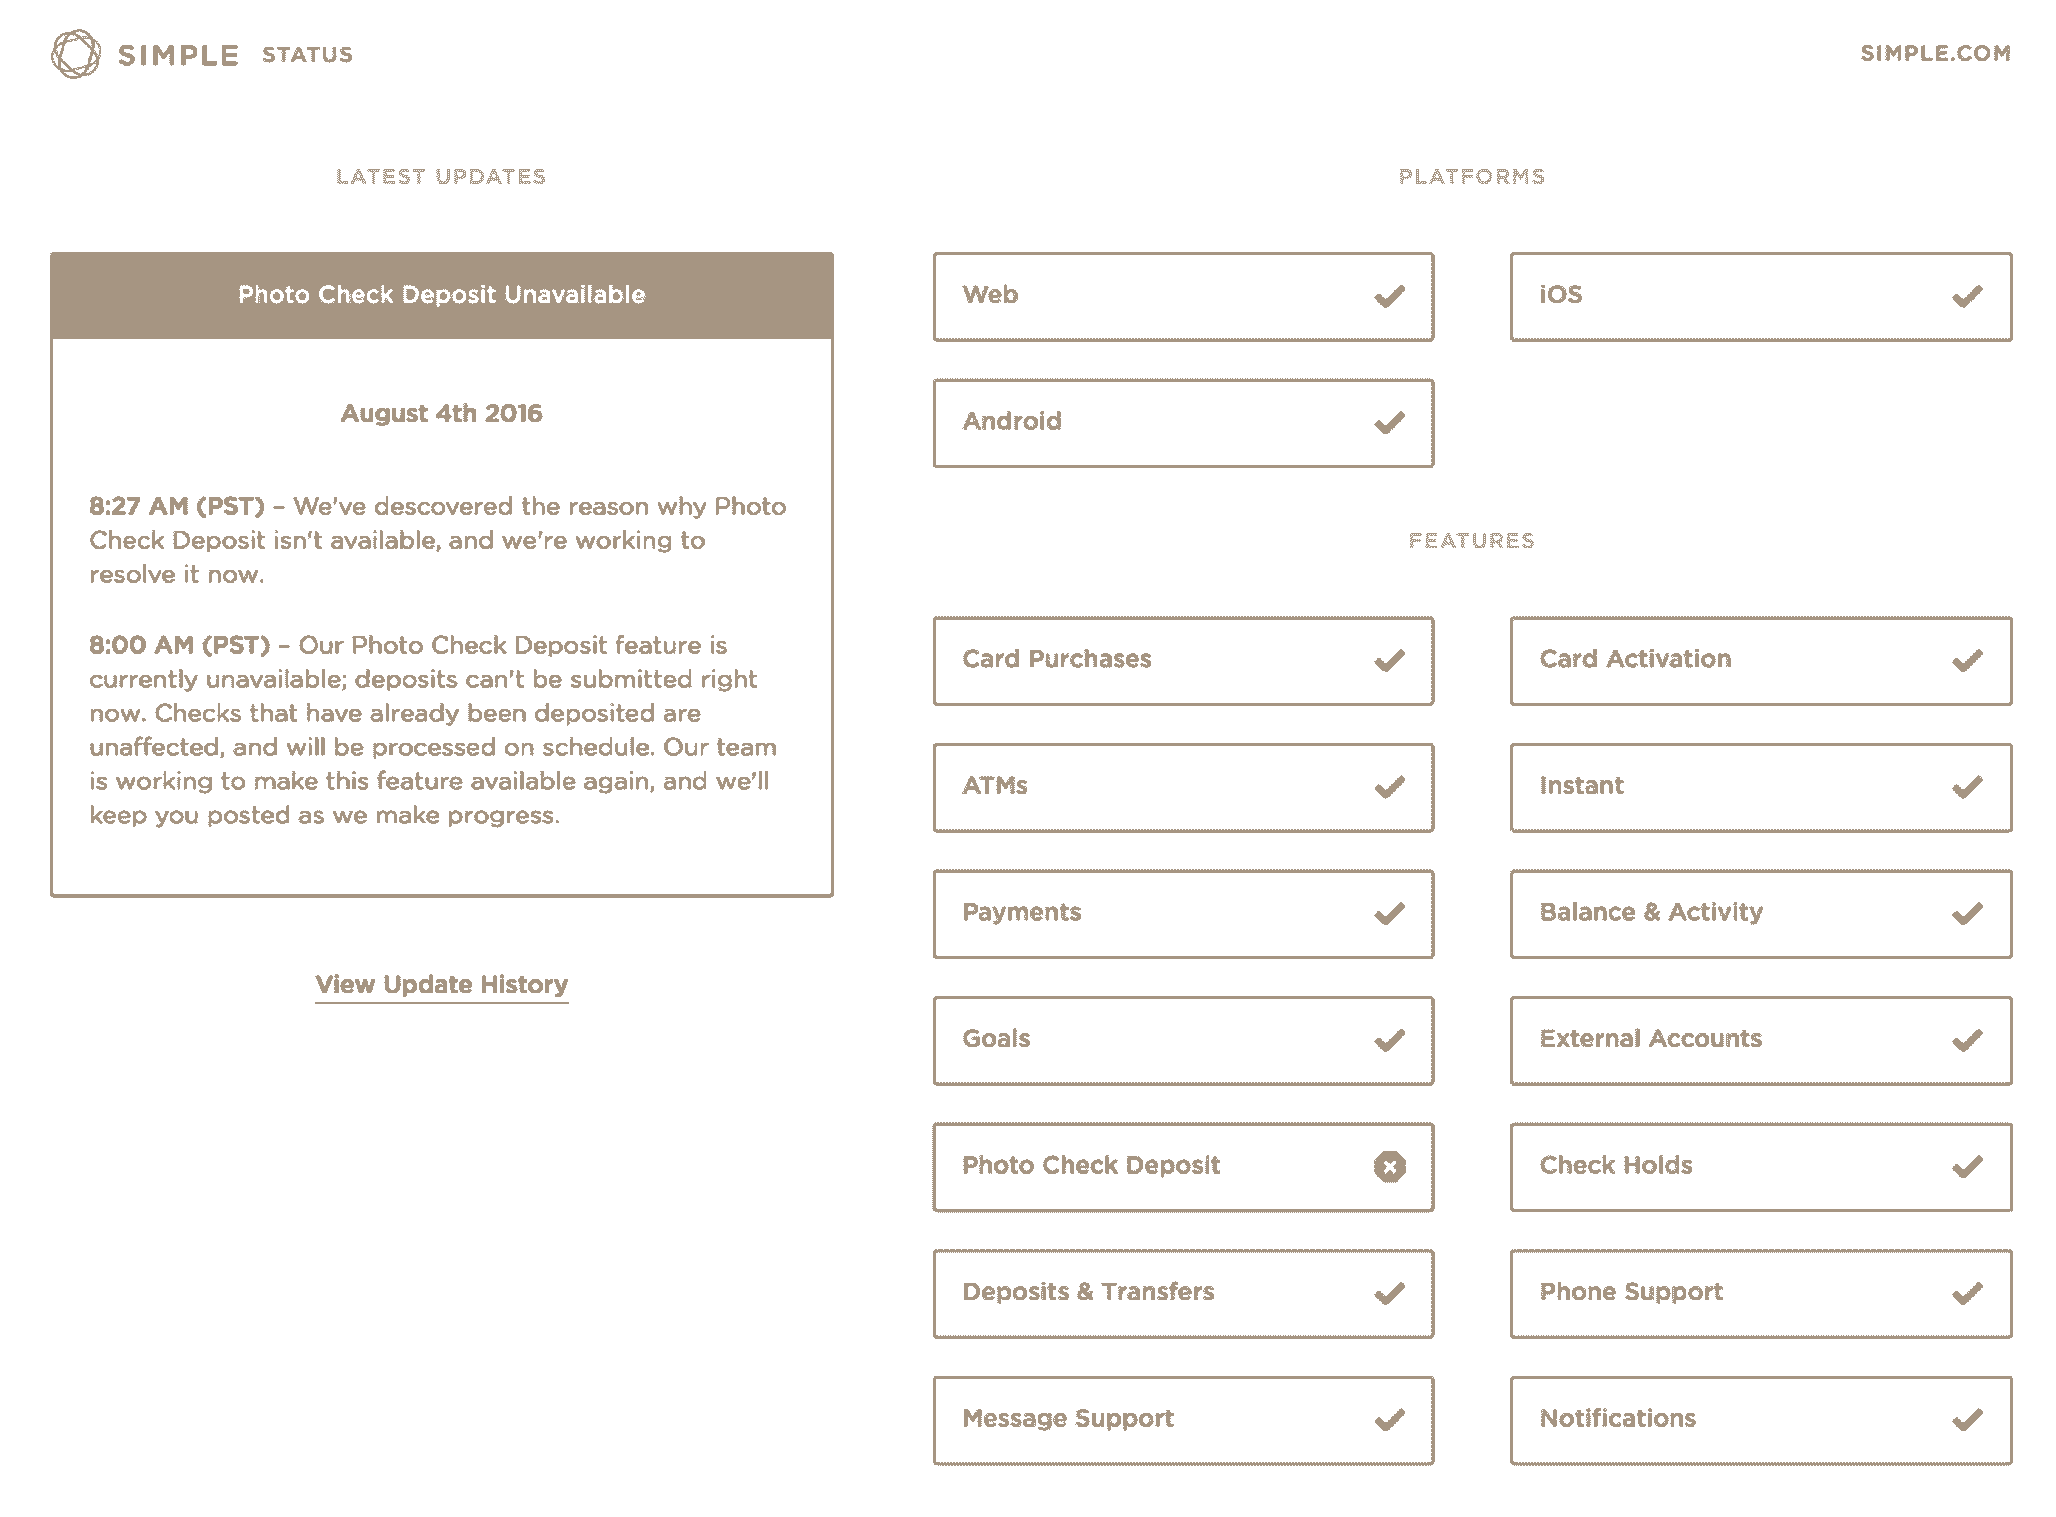 SIMPLE STATUS
SIMPLE.COM
LATEST UPDATES
Photo Check Deposit Unavailable
August 4th 2016
8:27 AM (PST) – We've descovered the reason why Photo
Check Deposit isn't available, and we're working to
resolve it now.
8:00 AM (PST) – Our Photo Check Deposit feature is
currently unavailable; deposits can't be submitted right
now. Checks that have already been deposited are
unaffected, and will be processed on schedule. Our team
is working to make this feature available again, and we'll
keep you posted as we make progress.
View Update History
PLATFORMS
Web
iOS
Android
FEATURES
Card Purchases
Card Activation
ATMs
Instant
Payments
Balance & Activity
Goals
External Accounts
Photo Check Deposit
Check Holds
Deposits & Transfers
Phone Support
Message Support
Notifications